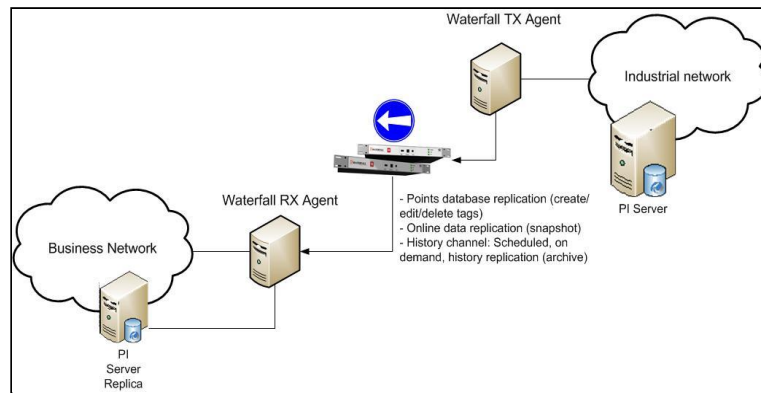 Waterfall TX Agent
Industrial network
PI Server
- Points database replication (create/
edit/delete tags)
- Online data replication (snapshot)
- History channel: Scheduled, on
demand, history replication (archive)
Waterfall RX Agent
Business Network
PI
Server
Replica